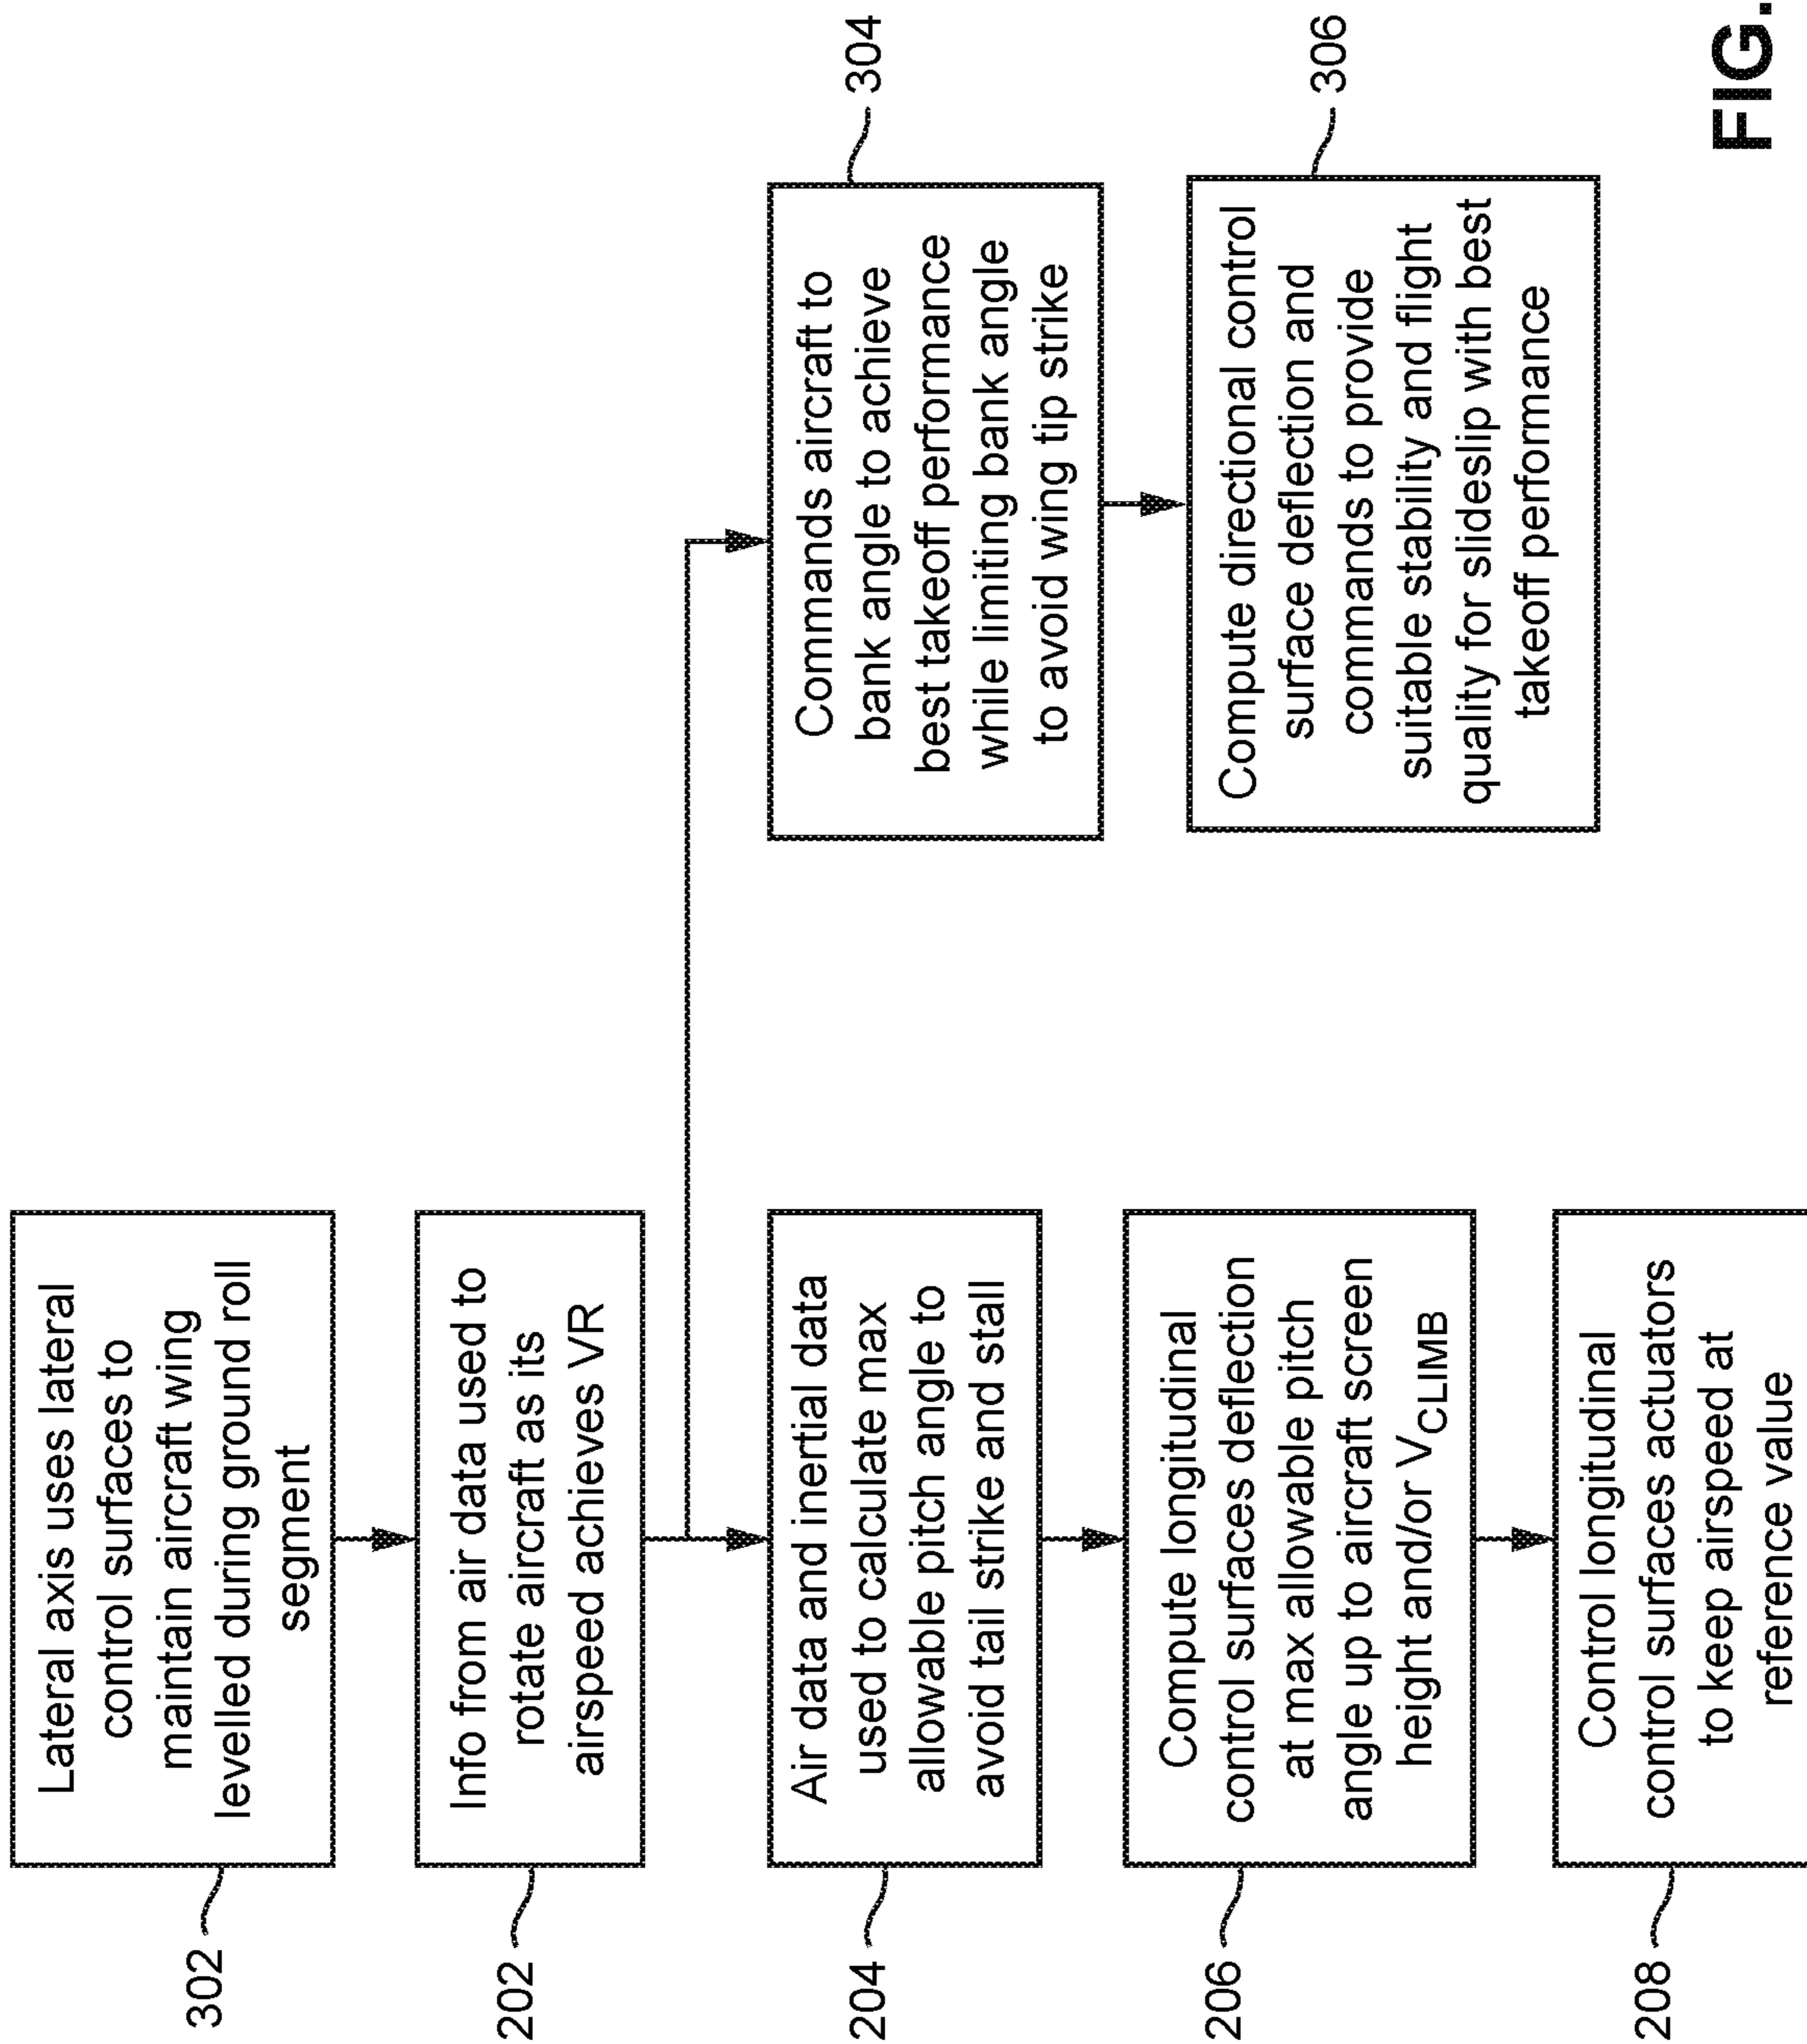 302
Lateral axis uses lateral
control surfaces to
maintain aircraft wing
levelled during ground roll
segment
202
Info from air data used to
rotate aircraft as its
airspeed achieves VR
204
Air data and inertial data
used to calculate max
allowable pitch angle to
avoid tail strike and stall
206
Compute longitudinal
control surfaces deflection
at max allowable pitch
angle up to aircraft screen
height and/or VCLIMB
208
Control longitudinal
control surfaces actuators
to keep airspeed at
reference value
304
Commands aircraft to
bank angle to achieve
best takeoff performance
while limiting bank angle
to avoid wing tip strike
306
Compute directional control
surface deflection and
commands to provide
suitable stability and flight
quality for slideslip with best
takeoff performance
FIG.